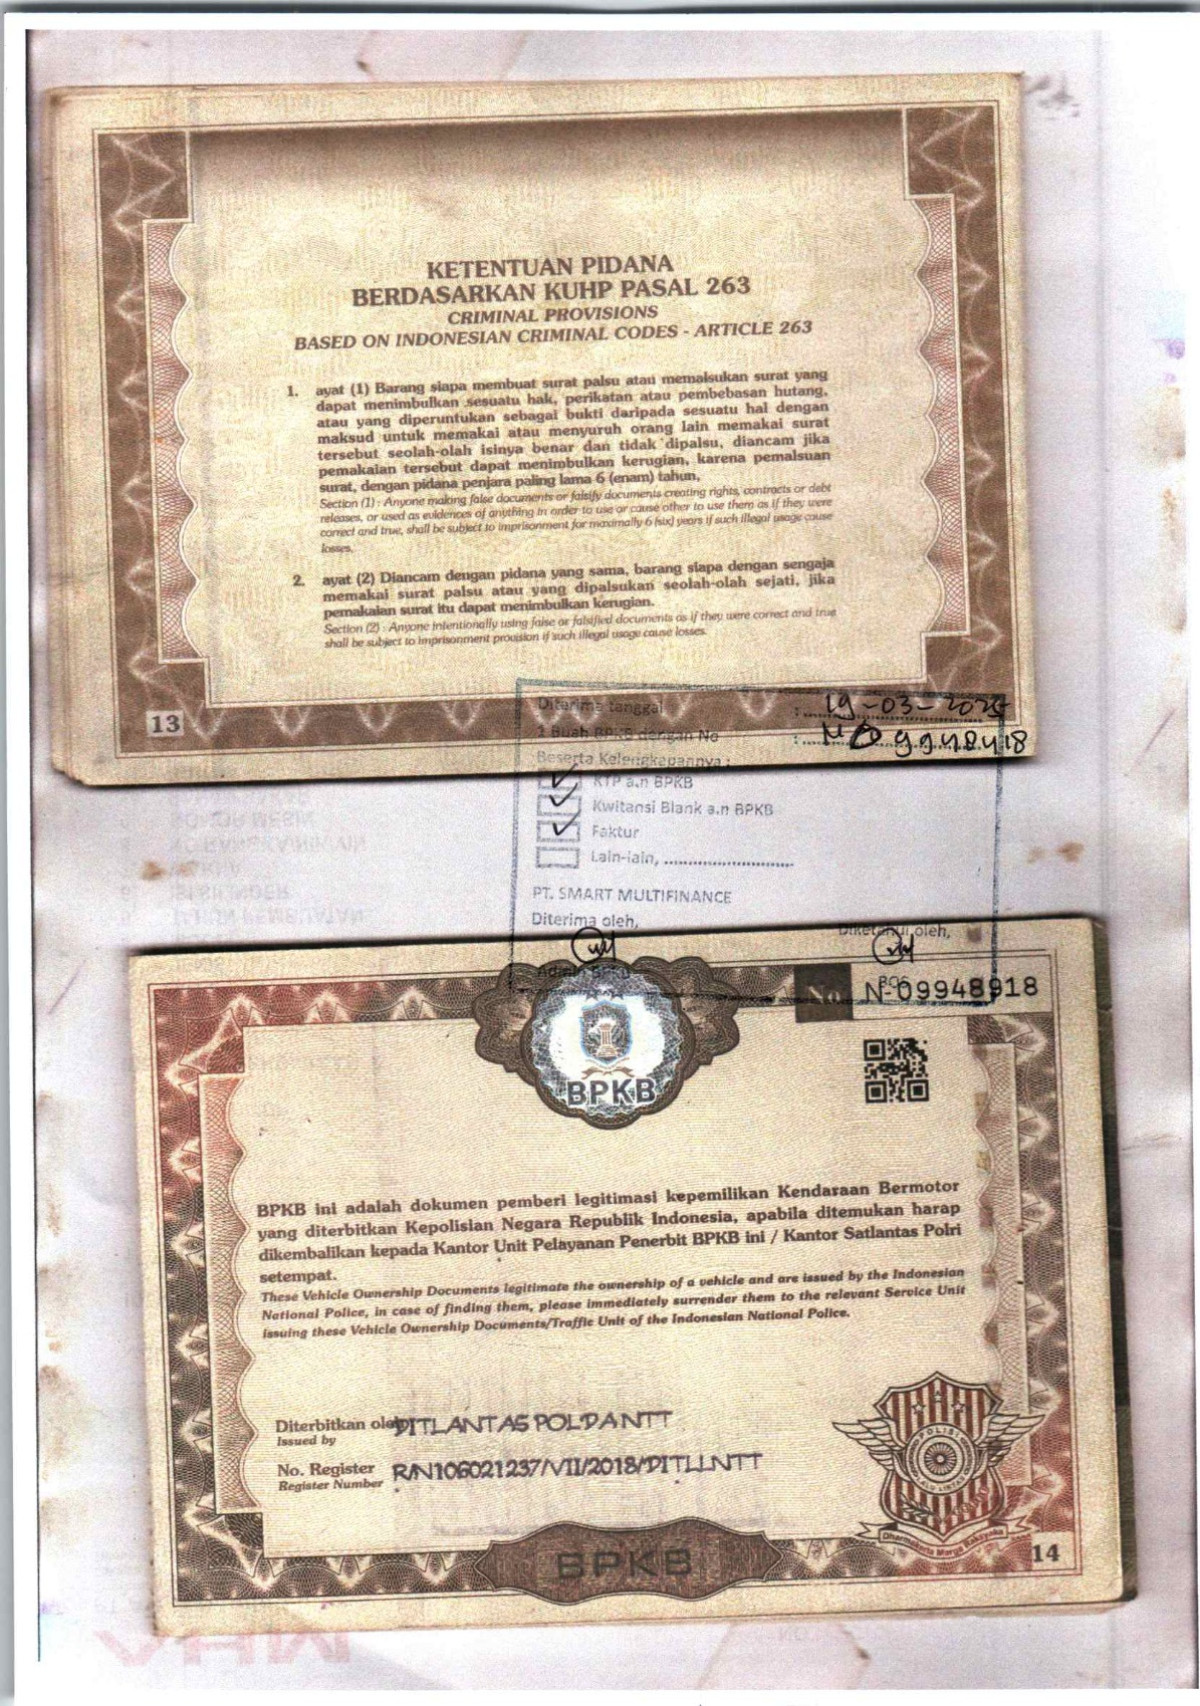 KETENTUAN PIDANA
BERDASARKAN KUHP PASAL 263
CRIMINAL PROVISIONS
BASED ON INDONESIAN CRIMINAL CODES - ARTICLE 263
1. ayat (1) Barang siapa membuat surat palsu atau memalsukan surat yang
dapat menimbulkan sesuatu hak, perikatan atau pembebasan hutang,
atau yang diperuntukan sebagai bukti daripada sesuatu hal dengan
maksud untuk memakai atau menyuruh orang lain memakai surat
tersebut seolah-olah isinya benar dan tidak dipalsu, diancam jika
pemakaian tersebut dapat menimbulkan kerugian, karena pemalsuan
surat, dengan pidana penjara paling lama 6 (enam) tahun,
Section (1) : Anyone making false documents or falsify documents creating rights, contracts or debt
releases, or used as evidences of anything in order to use or cause other to use them as if they were
correct and true, shall be subject to imprisonment for maximally 6 (six) years if such illegal usage cause
losses.
2. ayat (2) Diancam dengan pidana yang sama, barang siapa dengan sengaja
memakai surat palsu atau yang dipalsukan seolah-olah sejati, jika
pemakaian surat itu dapat menimbulkan kerugian.
Section (2) : Anyone intentionally using false or falsified documents as if they were correct and true
shall be subject to imprisonment provision if such illegal usage cause losses.
13
Diterima tanggal : 19-03-
1 Buah BPKB dengan No :
Beserta Kelengkapannya :
KTP a.n BPKB
Kwitansi Blank a.n BPKB
Faktur
Lain-lain, ..........................
PT. SMART MULTIFINANCE
Diterima oleh, Diketahui oleh,
Admin BPKB POS
No. N-09948918
BPKB
BPKB ini adalah dokumen pemberi legitimasi kepemilikan Kendaraan Bermotor
yang diterbitkan Kepolisian Negara Republik Indonesia, apabila ditemukan harap
dikembalikan kepada Kantor Unit Pelayanan Penerbit BPKB ini / Kantor Satlantas Polri
setempat.
These Vehicle Ownership Documents legitimate the ownership of a vehicle and are issued by the Indonesian
National Police, in case of finding them, please immediately surrender them to the relevant Service Unit
issuing these Vehicle Ownership Documents/Traffic Unit of the Indonesian National Police.
Diterbitkan oleh DITLANTAS POLDA NTT
Issued by
No. Register R/N106021237/VII/2018/DITLL.NTT
Register Number
POLISI
LALU LINTAS
Dharmakerta Marga Raksyaka
BPKB
14